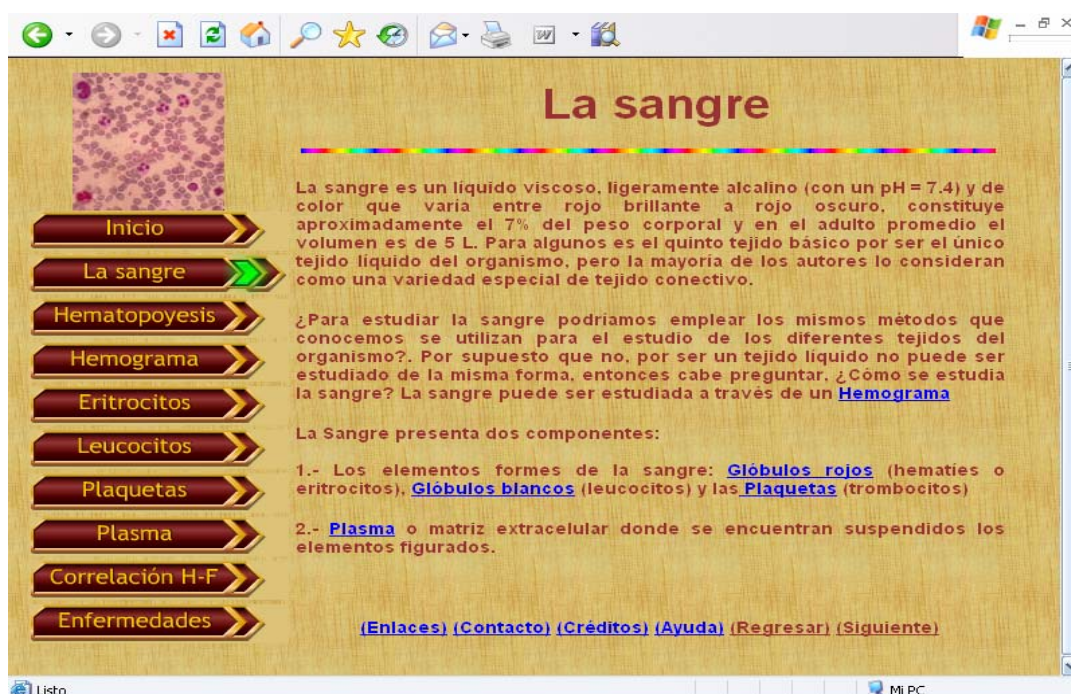 La sangre
Inicio
La sangre
Hematopoyesis
Hemograma
Eritrocitos
Leucocitos
Plaquetas
Plasma
Correlación H-F
Enfermedades
La sangre es un líquido viscoso, ligeramente alcalino (con un pH = 7.4) y de
color que varía entre rojo brillante a rojo oscuro, constituye
aproximadamente el 7% del peso corporal y en el adulto promedio el
volumen es de 5 L. Para algunos es el quinto tejido básico por ser el único
tejido líquido del organismo, pero la mayoría de los autores lo consideran
como una variedad especial de tejido conectivo.
¿Para estudiar la sangre podríamos emplear los mismos métodos que
conocemos se utilizan para el estudio de los diferentes tejidos del
organismo?. Por supuesto que no, por ser un tejido líquido no puede ser
estudiado de la misma forma, entonces cabe preguntar, ¿Cómo se estudia
la sangre? La sangre puede ser estudiada a través de un Hemograma
La Sangre presenta dos componentes:
1.- Los elementos formes de la sangre: Glóbulos rojos (hematíes o
eritrocitos), Glóbulos blancos (leucocitos) y las Plaquetas (trombocitos)
2.- Plasma o matriz extracelular donde se encuentran suspendidos los
elementos figurados.
(Enlaces) (Contacto) (Créditos) (Ayuda) (Regresar) (Siguiente)
Listo
Mi PC